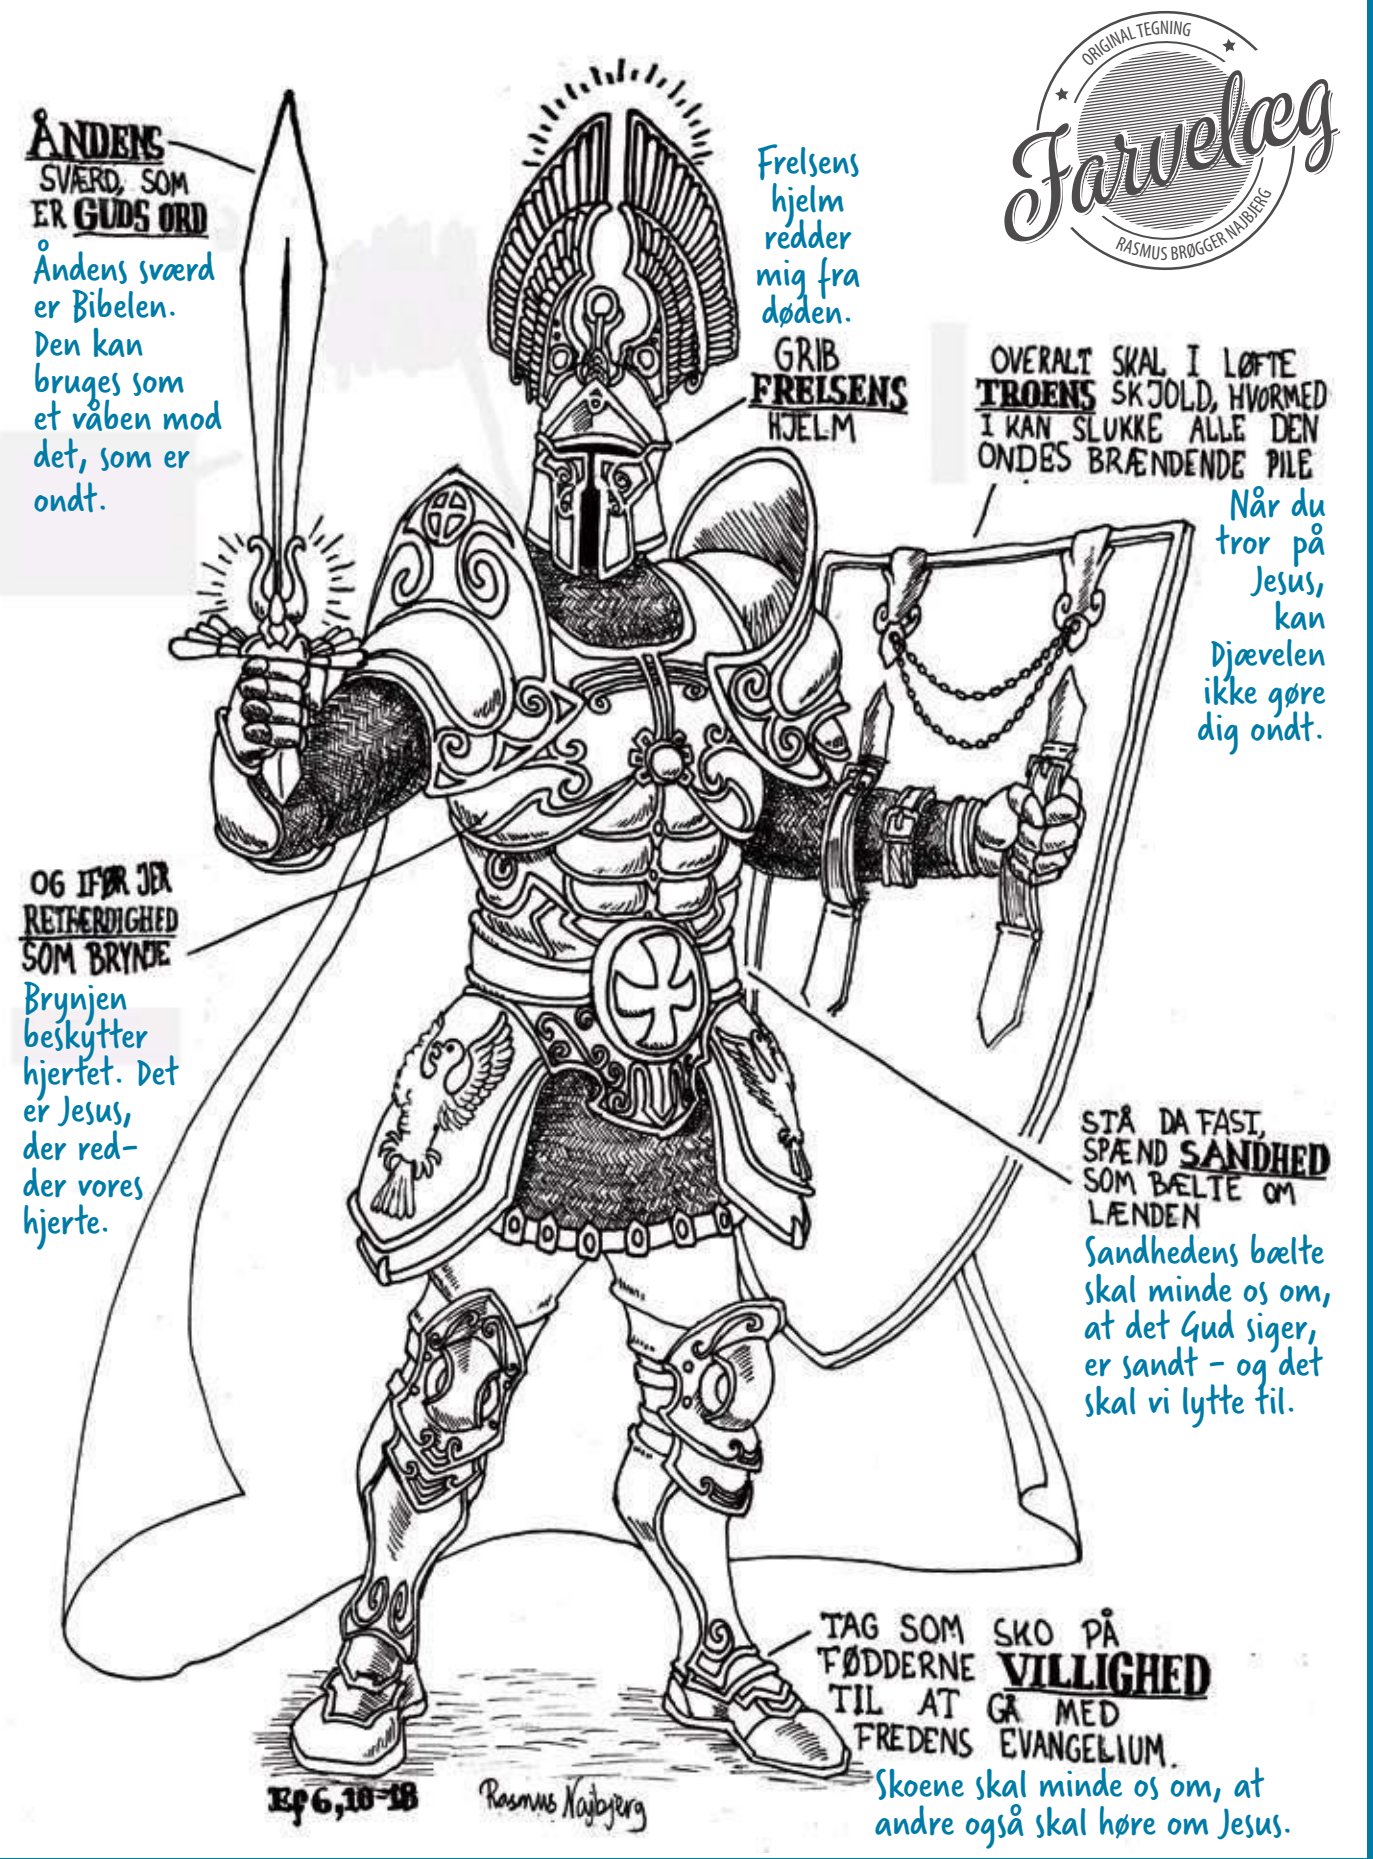 ORIGINAL TEGNING
Farvelæg
RASMUS BRØGGER NAJBJERG
ÅNDENS
SVÆRD, SOM
ER GUDS ORD
Åndens sværd
er Bibelen.
Den kan
bruges som
et våben mod
det, som er
ondt.
Frelsens
hjelm
redder
mig fra
døden.
GRIB
FRELSENS
HJELM
OVERALT SKAL I LØFTE
TROENS SKJOLD, HVORMED
I KAN SLUKKE ALLE DEN
ONDES BRÆNDENDE PILE
Når du
tror på
Jesus,
kan
Djævelen
ikke gøre
dig ondt.
OG IFØR JER
RETFÆRDIGHED
SOM BRYNJE
Brynjen
beskytter
hjertet. Det
er Jesus,
der red-
der vores
hjerte.
STÅ DA FAST,
SPÆND SANDHED
SOM BÆLTE OM
LÆNDEN
Sandhedens bælte
skal minde os om,
at det Gud siger,
er sandt – og det
skal vi lytte til.
TAG SOM SKO PÅ
FØDDERNE VILLIGHED
TIL AT GÅ MED
FREDENS EVANGELIUM.
Skoene skal minde os om, at
andre også skal høre om Jesus.
Ef 6,10-18
Rasmus Najbjerg